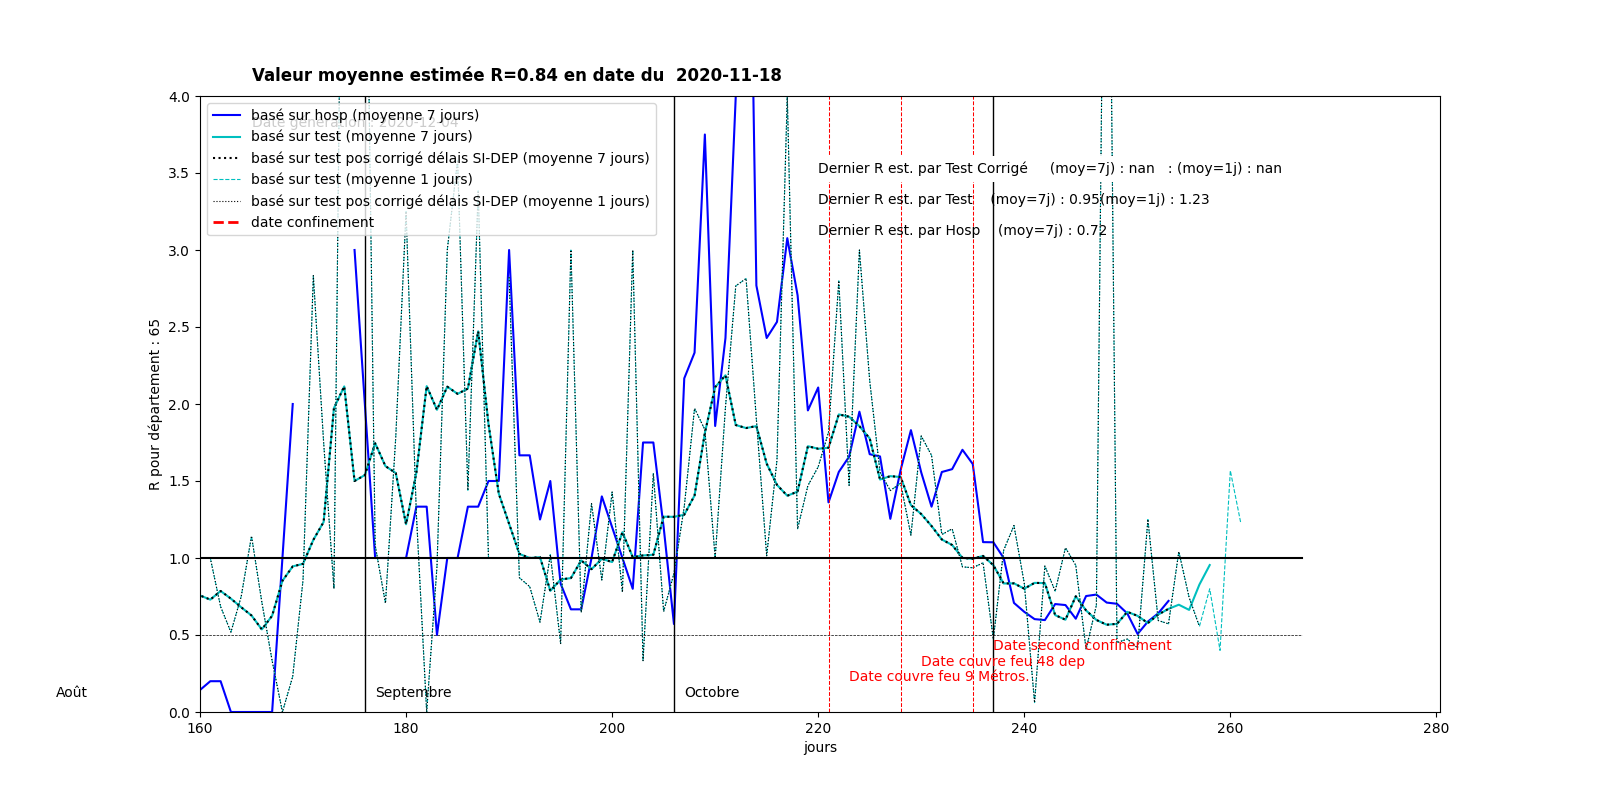 Valeur moyenne estimée R=0.84 en date du  2020-11-18
Date génération : 2020-12-04
basé sur hosp (moyenne 7 jours)
basé sur test (moyenne 7 jours)
basé sur test pos corrigé délais SI-DEP (moyenne 7 jours)
basé sur test (moyenne 1 jours)
basé sur test pos corrigé délais SI-DEP (moyenne 1 jours)
date confinement
Dernier R est. par Test Corrigé (moy=7j) : nan : (moy=1j) : nan
Dernier R est. par Test (moy=7j) : 0.95(moy=1j) : 1.23
Dernier R est. par Hosp (moy=7j) : 0.72
R pour département : 65
4.0
3.5
3.0
2.5
2.0
1.5
1.0
0.5
0.0
Date second confinement
Date couvre feu 48 dep
Date couvre feu 9 Métros.
Août
Septembre
Octobre
160 180 200 220 240 260 280
jours